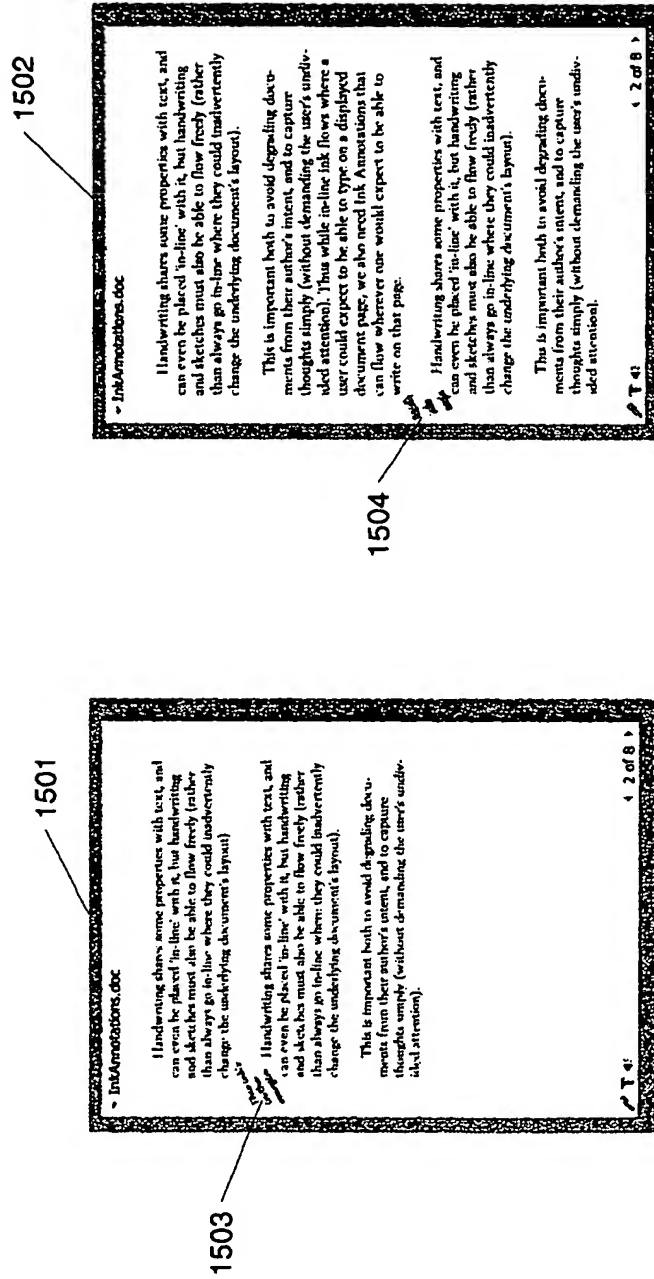 1501
1502
1503
1504
InkAnnotations.doc
Handwriting shares some properties with text, and
can even be placed 'in-line' with it, but handwriting
and sketches must also be able to flow freely (rather
than always go in-line where they could inadvertently
change the underlying document's layout)
Handwriting shares some properties with text, and
can even be placed 'in-line' with it, but handwriting
and sketches must also be able to flow freely (rather
than always go in-line where they could inadvertently
change the underlying document's layout).
This is important both to avoid degrading docu-
ments from their author's intent, and to capture
thoughts simply (without demanding the user's undiv-
ided attention).
T
2 of 8
InkAnnotations.doc
Handwriting shares some properties with text, and
can even be placed 'in-line' with it, but handwriting
and sketches must also be able to flow freely (rather
than always go in-line where they could inadvertently
change the underlying document's layout).
This is important both to avoid degrading docu-
ments from their author's intent, and to capture
thoughts simply (without demanding the user's undiv-
ided attention). Thus while in-line ink flows where a
user could expect to be able to type on a displayed
document page, we also need Ink Annotations that
can flow wherever one would expect to be able to
write on that page.
Handwriting shares some properties with text, and
can even be placed 'in-line' with it, but handwriting
and sketches must also be able to flow freely (rather
than always go in-line where they could inadvertently
change the underlying document's layout).
This is important both to avoid degrading docu-
ments from their author's intent, and to capture
thoughts simply (without demanding the user's undiv-
ided attention).
T
2 of 8